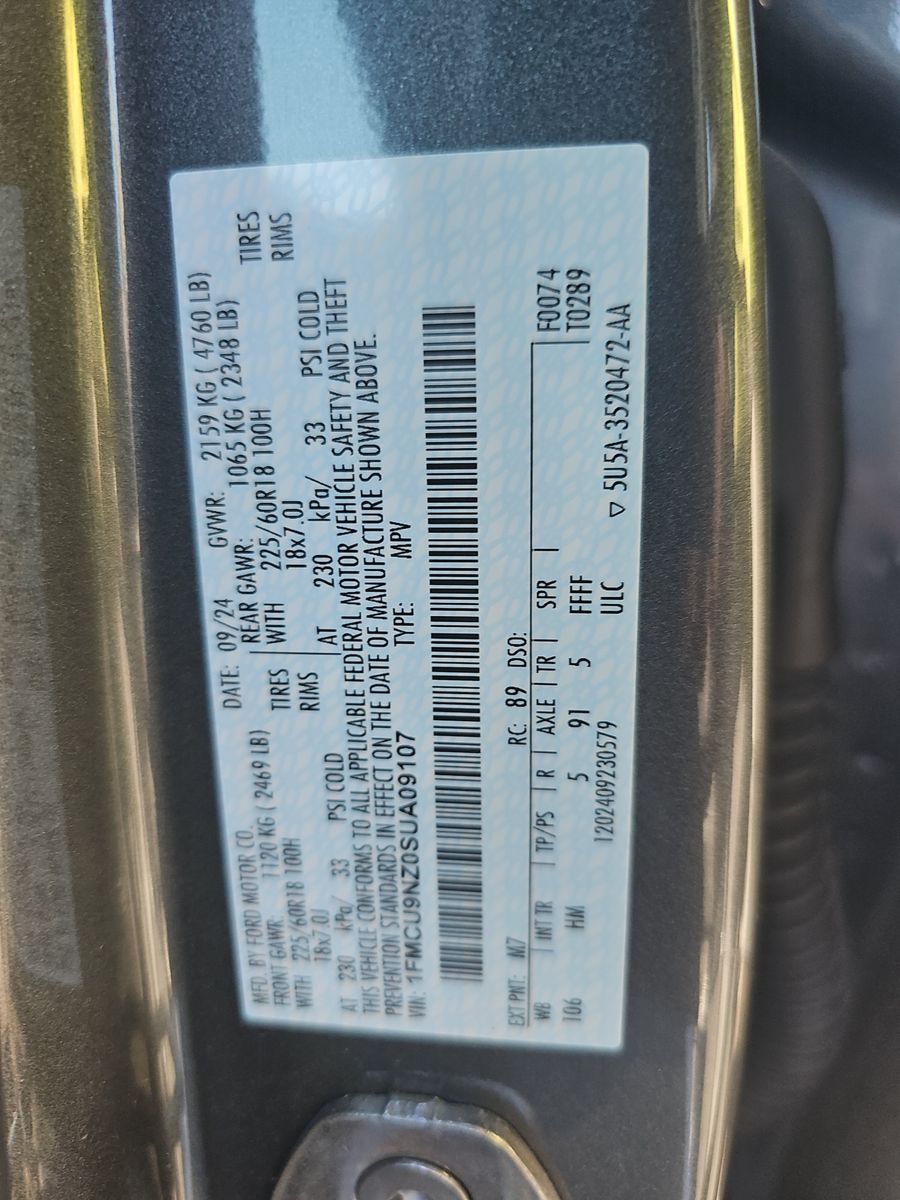 MFD. BY FORD MOTOR CO. DATE: 09/24 GVWR: 2159 KG ( 4760 LB)
FRONT GAWR: 1120 KG ( 2469 LB) REAR GAWR: 1065 KG ( 2348 LB)
WITH 225/60R18 100H TIRES WITH 225/60R18 100H TIRES
18x7.0J RIMS 18x7.0J RIMS
AT 230 kPa/ 33 PSI COLD AT 230 kPa/ 33 PSI COLD
THIS VEHICLE CONFORMS TO ALL APPLICABLE FEDERAL MOTOR VEHICLE SAFETY AND THEFT
PREVENTION STANDARDS IN EFFECT ON THE DATE OF MANUFACTURE SHOWN ABOVE.
VIN: 1FMCU9NZ0SUA09107 TYPE: MPV
EXT PNT: M7 RC: 89 DSO: F0074
WB INT TR TP/PS R AXLE TR SPR T0289
106 HM 5 91 5 FFFF
1202409230579 ULC ▽ 5U5A-3520472-AA